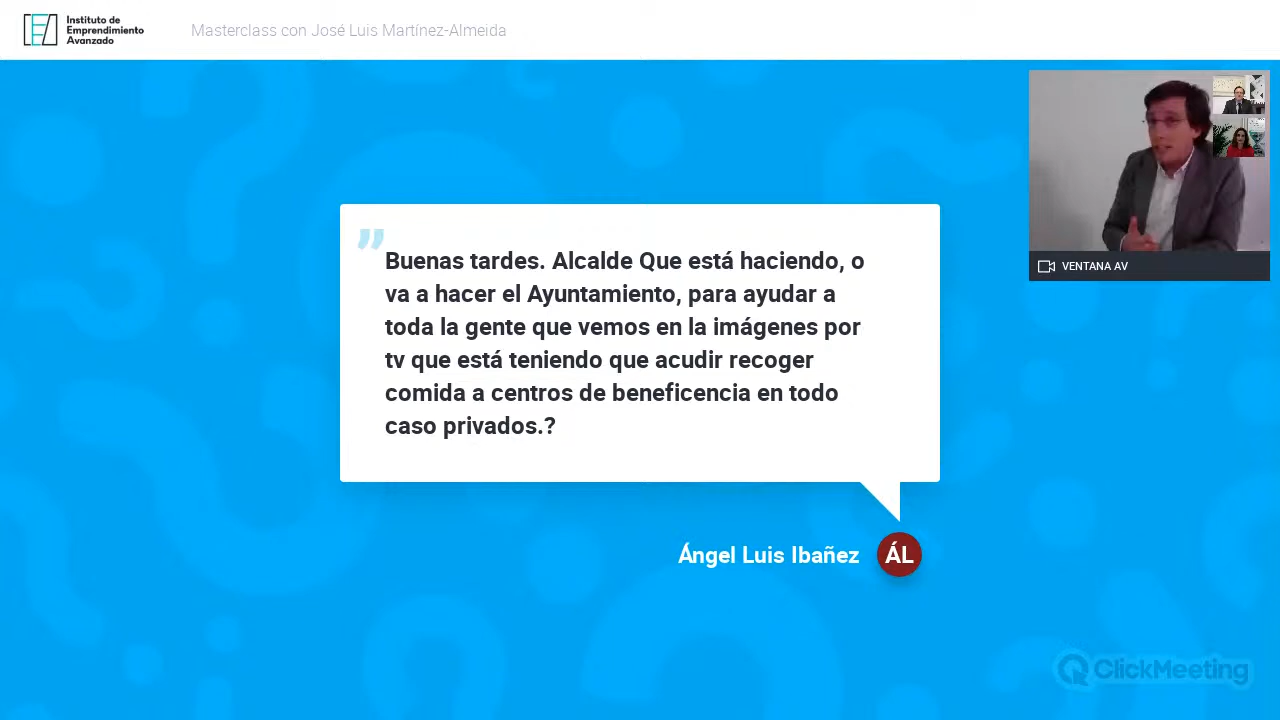 Instituto de
Emprendimiento
Avanzado
Masterclass con José Luis Martínez-Almeida
Buenas tardes. Alcalde Que está haciendo, o
va a hacer el Ayuntamiento, para ayudar a
toda la gente que vemos en la imágenes por
tv que está teniendo que acudir recoger
comida a centros de beneficencia en todo
caso privados.?
Ángel Luis Ibañez
ÁL
VENTANA AV
ClickMeeting